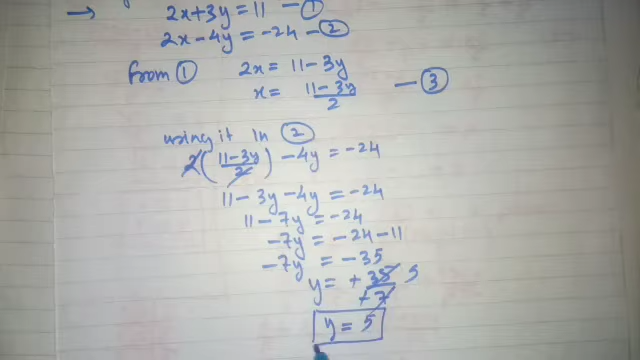 → 2x+3y = 11 —①
2x-4y = -24 -②
from ① 2x = 11-3y
x = 11-3y/2 —③
using it in ②
2(11-3y/2) -4y = -24
11-3y-4y = -24
11-7y = -24
-7y = -24-11
-7y = -35
y = +35/+7 5
y = 5